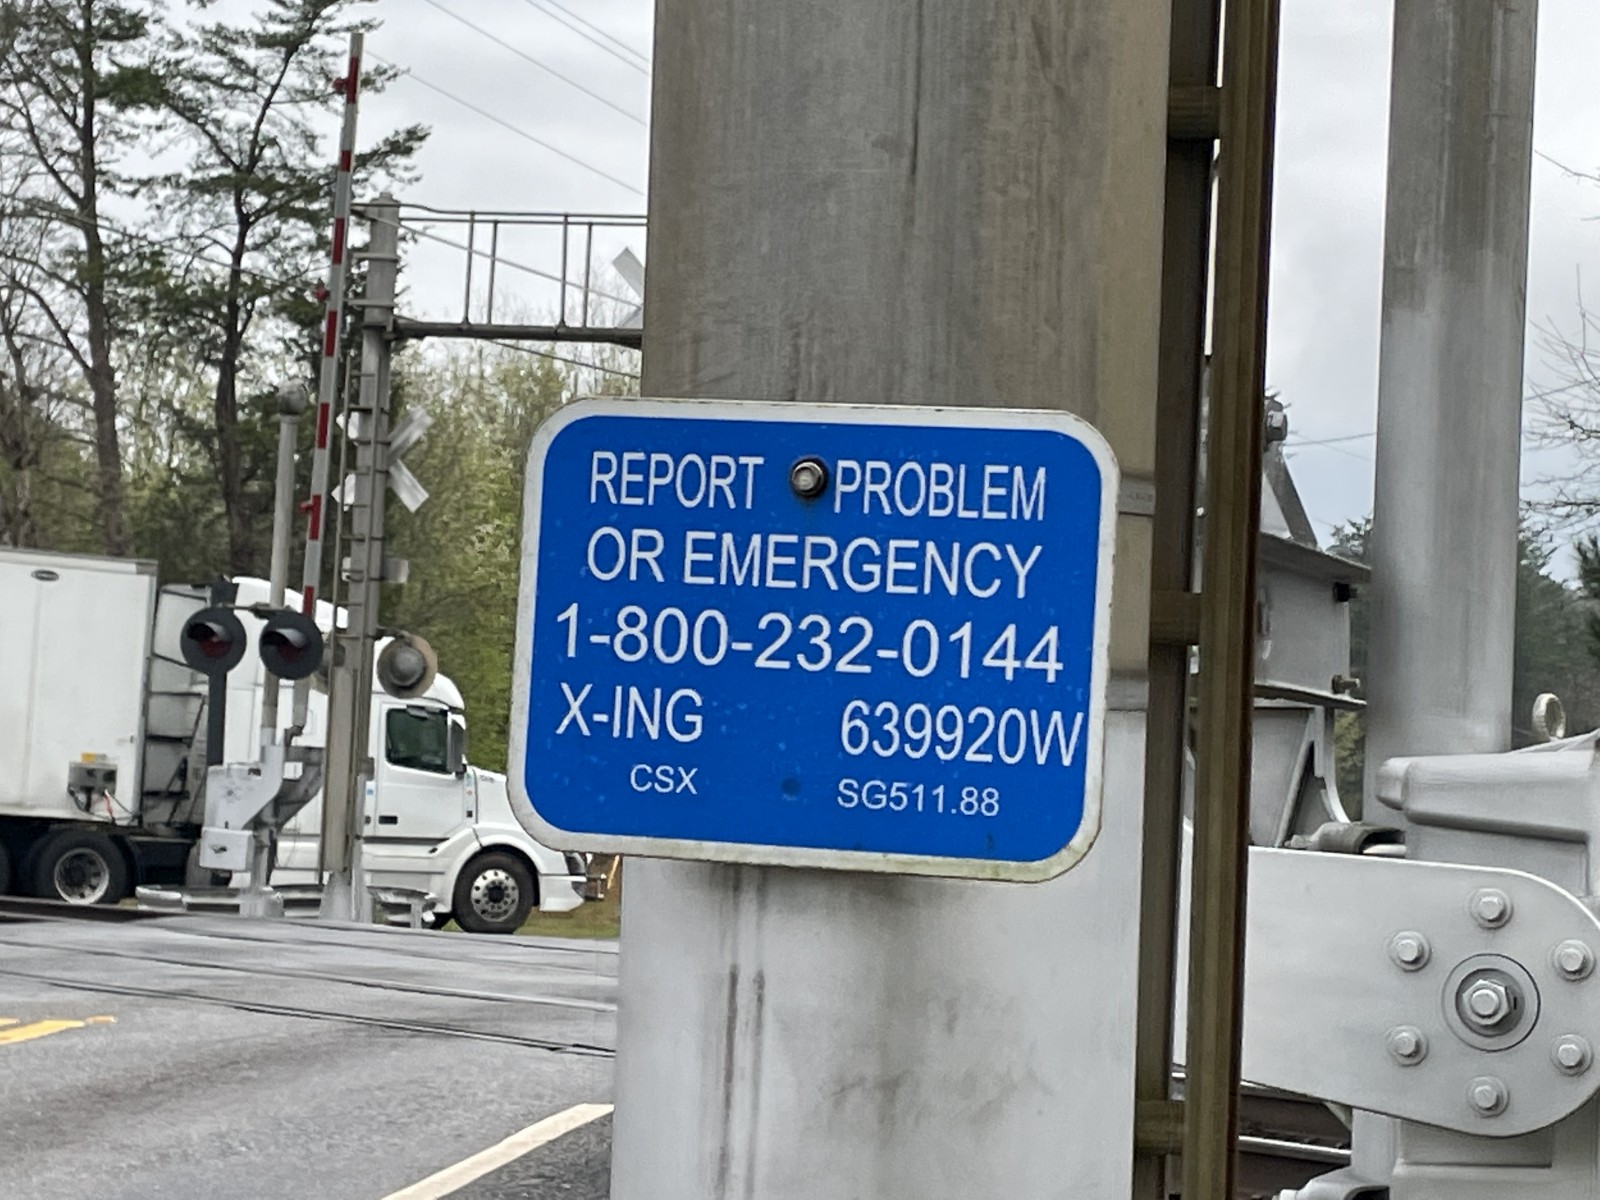 REPORT PROBLEM
OR EMERGENCY
1-800-232-0144
X-ING 639920W
CSX SG511.88